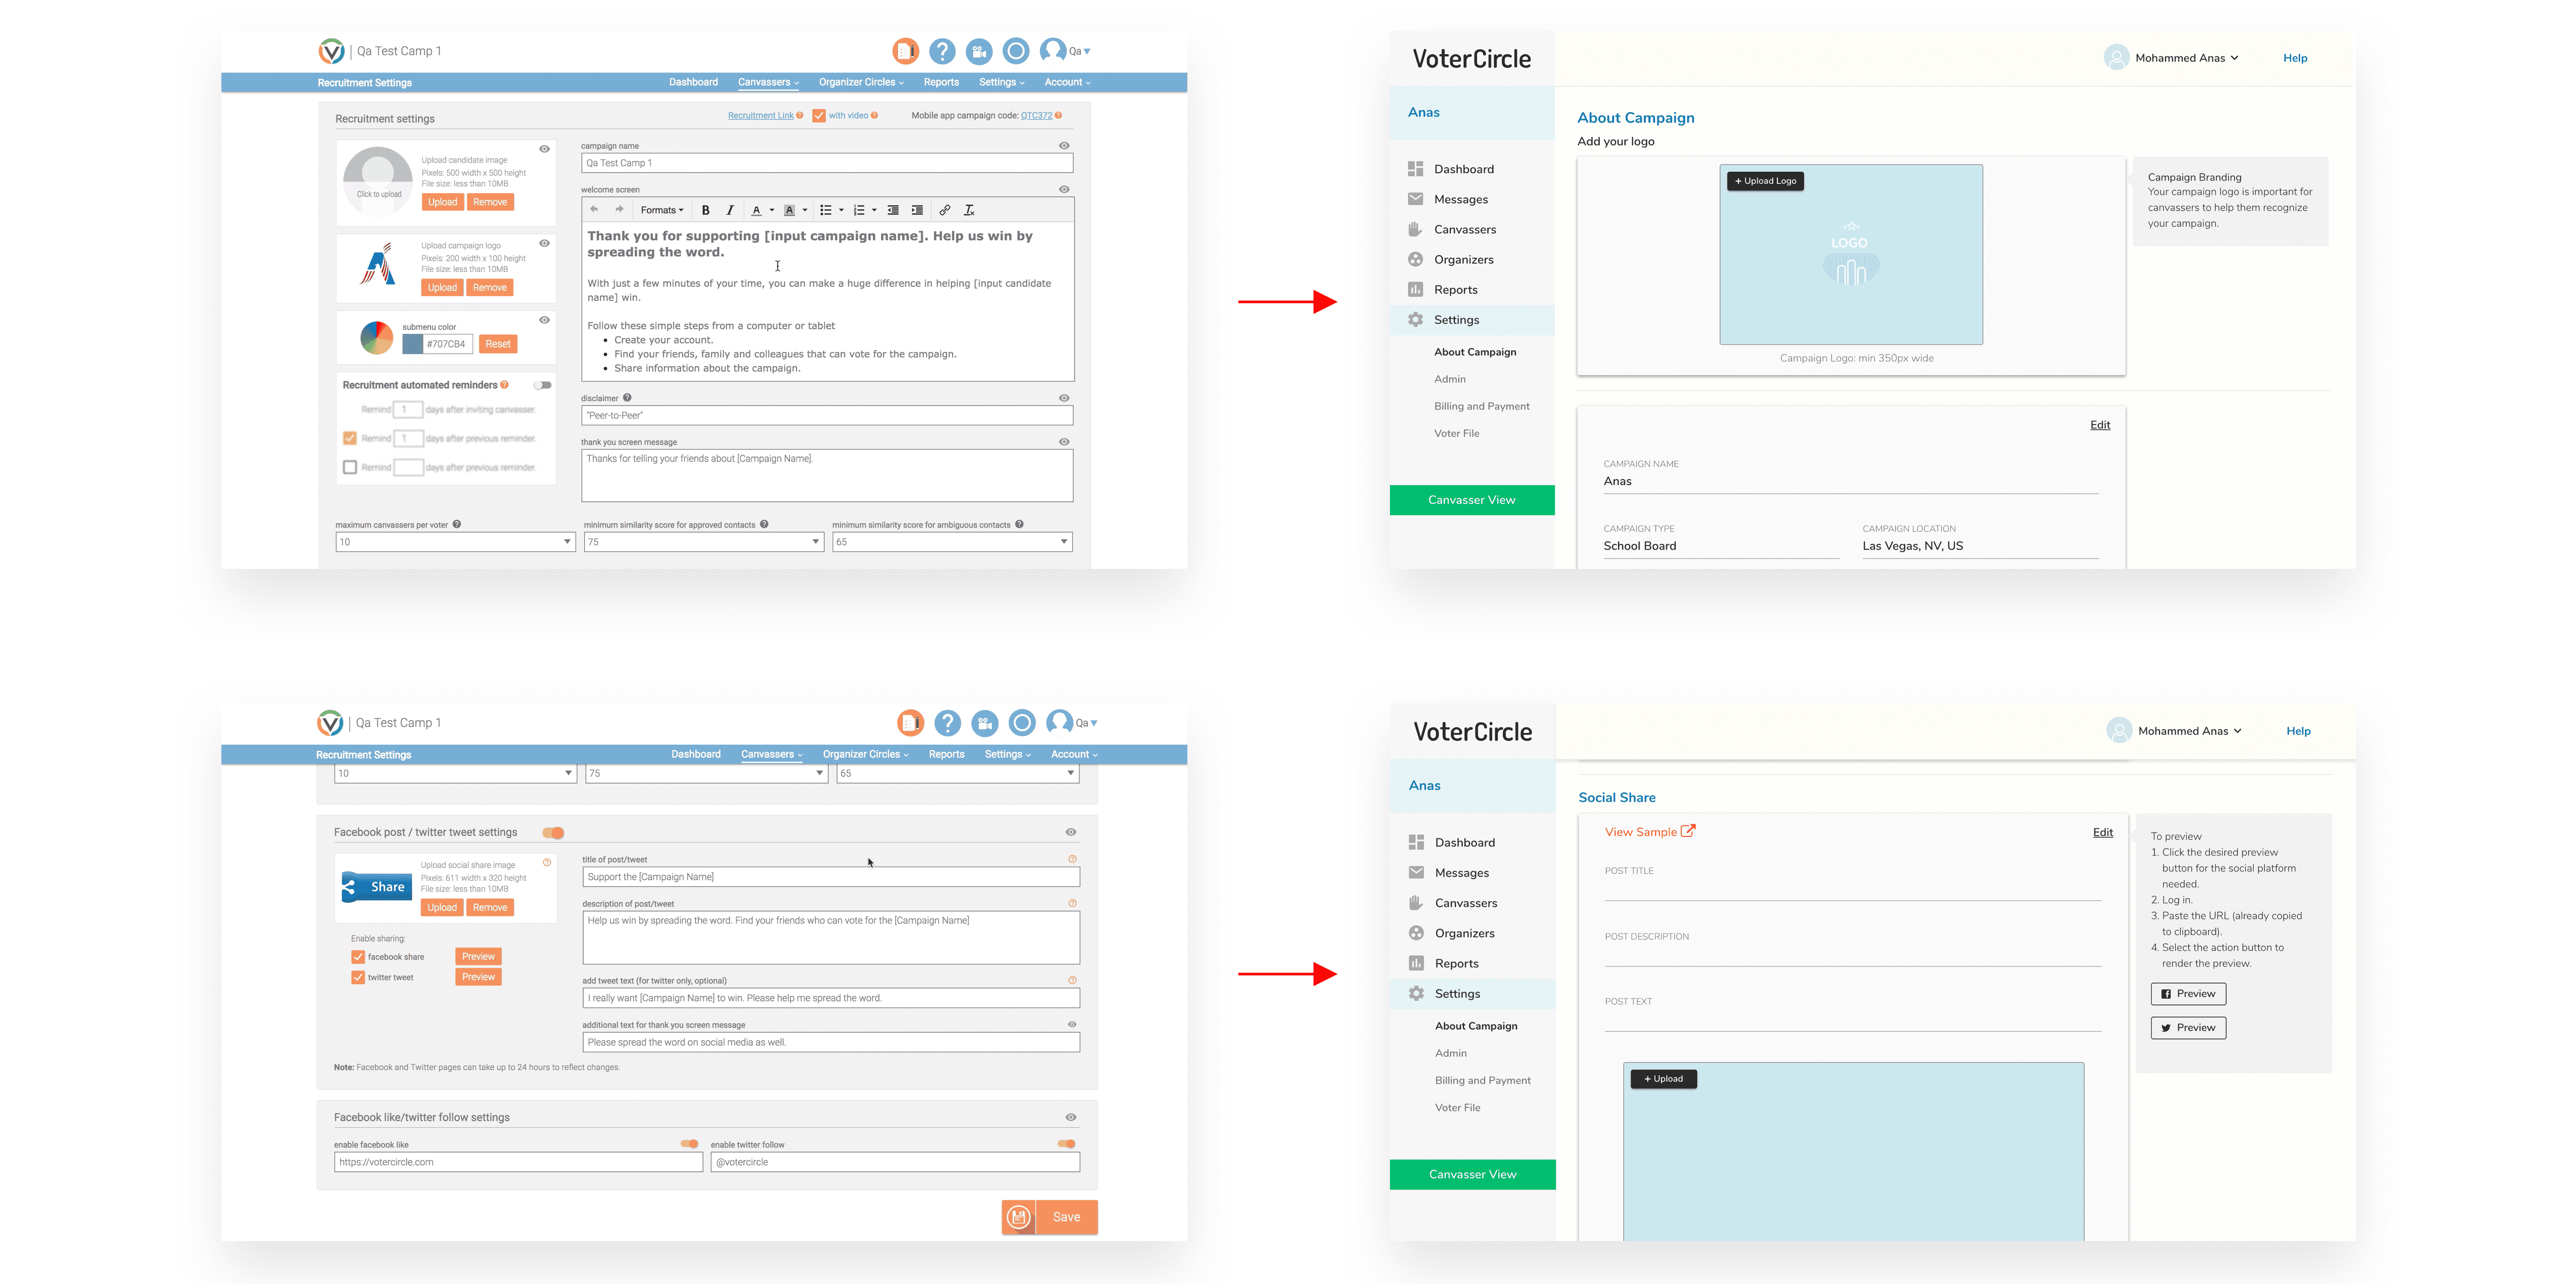 Qa Test Camp 1
Qa
Recruitment Settings
Dashboard
Canvassers
Organizer Circles
Reports
Settings
Account
Recruitment settings
Recruitment Link
with video
Mobile app campaign code: QTC372
Upload candidate image
Pixels: 500 width x 500 height
File size: less than 10MB
Click to upload
Upload
Remove
Upload campaign logo
Pixels: 200 width x 100 height
File size: less than 10MB
Upload
Remove
submenu color
#707CB4
Reset
Recruitment automated reminders
Remind 1 days after inviting canvasser.
Remind 1 days after previous reminder.
Remind days after previous reminder.
campaign name
Qa Test Camp 1
welcome screen
Formats
B
I
A
A
Thank you for supporting [input campaign name]. Help us win by
spreading the word.
With just a few minutes of your time, you can make a huge difference in helping [input candidate
name] win.
Follow these simple steps from a computer or tablet
• Create your account.
• Find your friends, family and colleagues that can vote for the campaign.
• Share information about the campaign.
disclaimer
"Peer-to-Peer"
thank you screen message
Thanks for telling your friends about [Campaign Name].
maximum canvassers per voter
10
minimum similarity score for approved contacts
75
minimum similarity score for ambiguous contacts
65
VoterCircle
Mohammed Anas
Help
Anas
Dashboard
Messages
Canvassers
Organizers
Reports
Settings
About Campaign
Admin
Billing and Payment
Voter File
Canvasser View
About Campaign
Add your logo
+ Upload Logo
LOGO
Campaign Logo: min 350px wide
Campaign Branding
Your campaign logo is important for
canvassers to help them recognize
your campaign.
Edit
CAMPAIGN NAME
Anas
CAMPAIGN TYPE
School Board
CAMPAIGN LOCATION
Las Vegas, NV, US
Qa Test Camp 1
Qa
Recruitment Settings
Dashboard
Canvassers
Organizer Circles
Reports
Settings
Account
10
75
65
Facebook post / twitter tweet settings
Share
Upload social share image
Pixels: 611 width x 320 height
File size: less than 10MB
Upload
Remove
Enable sharing:
facebook share
Preview
twitter tweet
Preview
title of post/tweet
Support the [Campaign Name]
description of post/tweet
Help us win by spreading the word. Find your friends who can vote for the [Campaign Name]
add tweet text (for twitter only, optional)
I really want [Campaign Name] to win. Please help me spread the word.
additional text for thank you screen message
Please spread the word on social media as well.
Note: Facebook and Twitter pages can take up to 24 hours to reflect changes.
Facebook like/twitter follow settings
enable facebook like
https://votercircle.com
enable twitter follow
@votercircle
Save
VoterCircle
Mohammed Anas
Help
Anas
Dashboard
Messages
Canvassers
Organizers
Reports
Settings
About Campaign
Admin
Billing and Payment
Voter File
Canvasser View
Social Share
View Sample
Edit
POST TITLE
POST DESCRIPTION
POST TEXT
+ Upload
To preview
1. Click the desired preview
button for the social platform
needed.
2. Log in.
3. Paste the URL (already copied
to clipboard).
4. Select the action button to
render the preview.
Preview
Preview